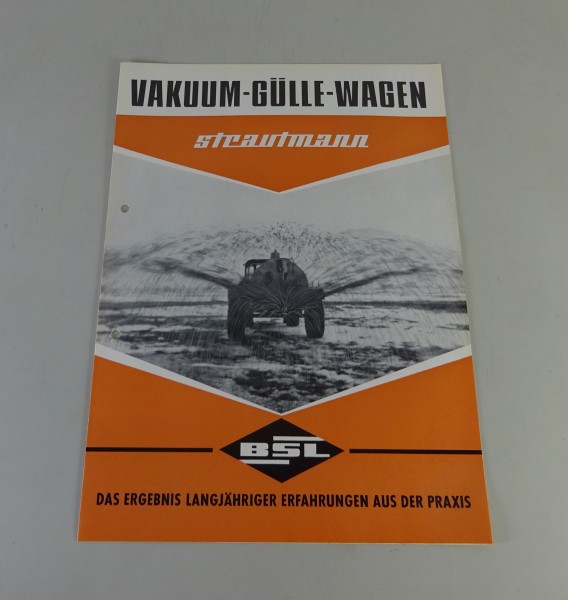 VAKUUM-GÜLLE-WAGEN
strautmann
BSL
DAS ERGEBNIS LANGJÄHRIGER ERFAHRUNGEN AUS DER PRAXIS